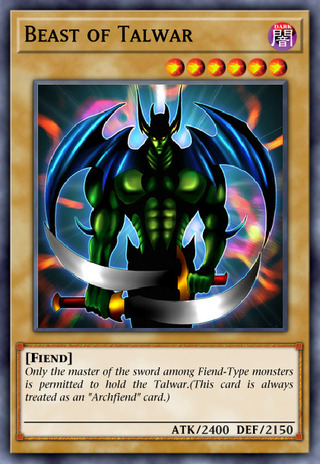 Beast of Talwar
DARK
闇
[Fiend]
Only the master of the sword among Fiend-Type monsters
is permitted to hold the Talwar.(This card is always
treated as an "Archfiend" card.)
ATK/2400 DEF/2150